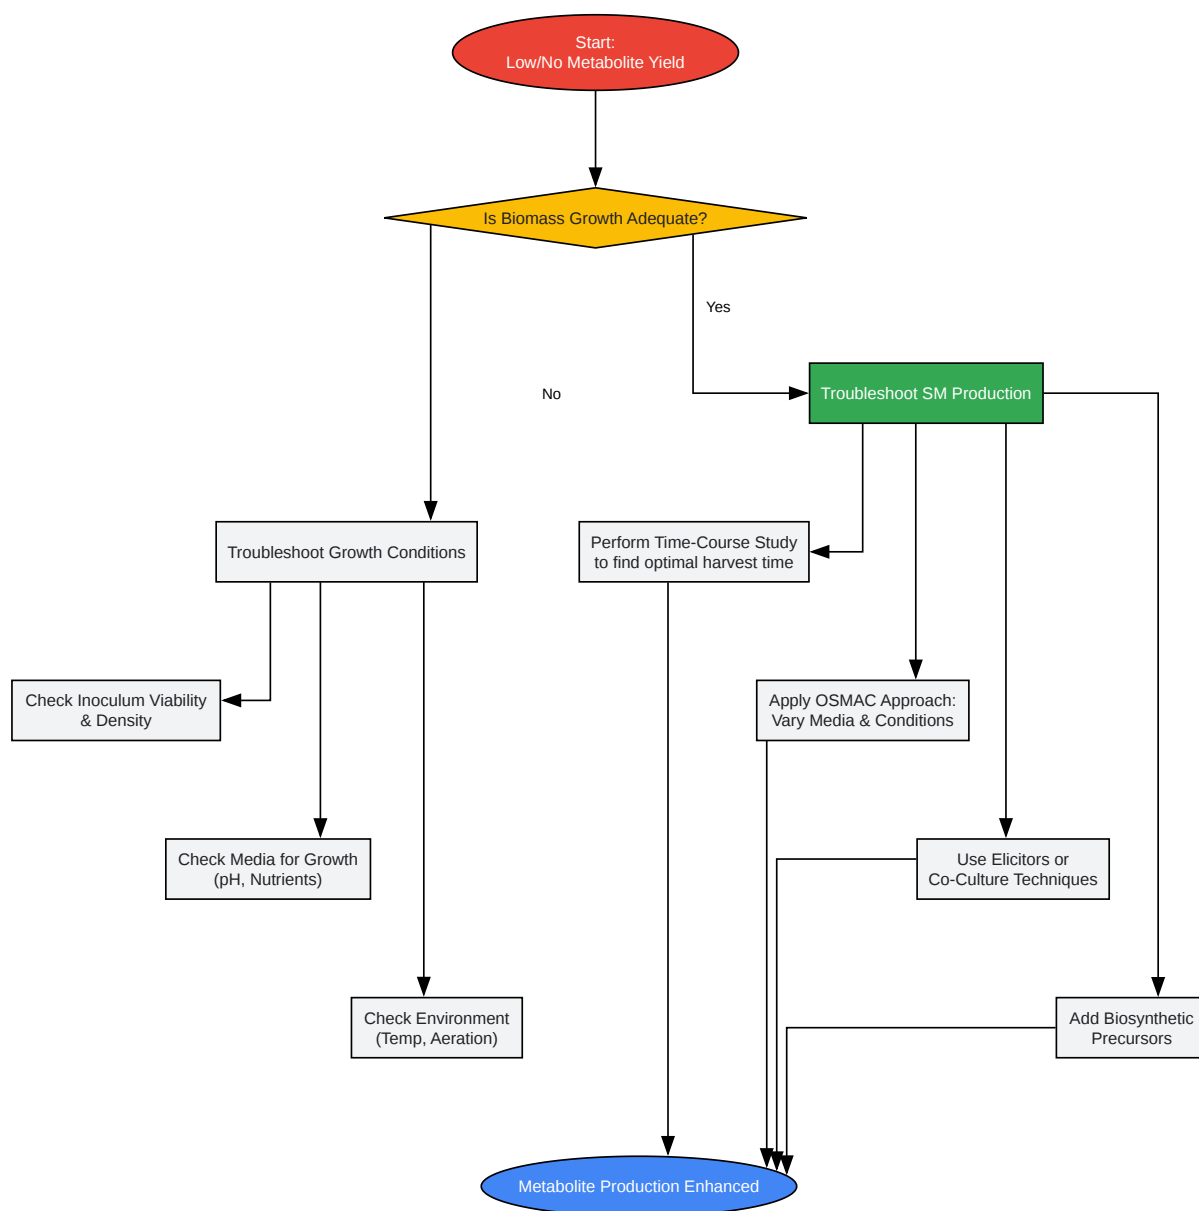 Start:
Low/No Metabolite Yield
Is Biomass Growth Adequate?
Yes
No
Troubleshoot SM Production
Troubleshoot Growth Conditions
Perform Time-Course Study
to find optimal harvest time
Check Inoculum Viability
& Density
Apply OSMAC Approach:
Vary Media & Conditions
Check Media for Growth
(pH, Nutrients)
Use Elicitors or
Co-Culture Techniques
Check Environment
(Temp, Aeration)
Add Biosynthetic
Precursors
Metabolite Production Enhanced